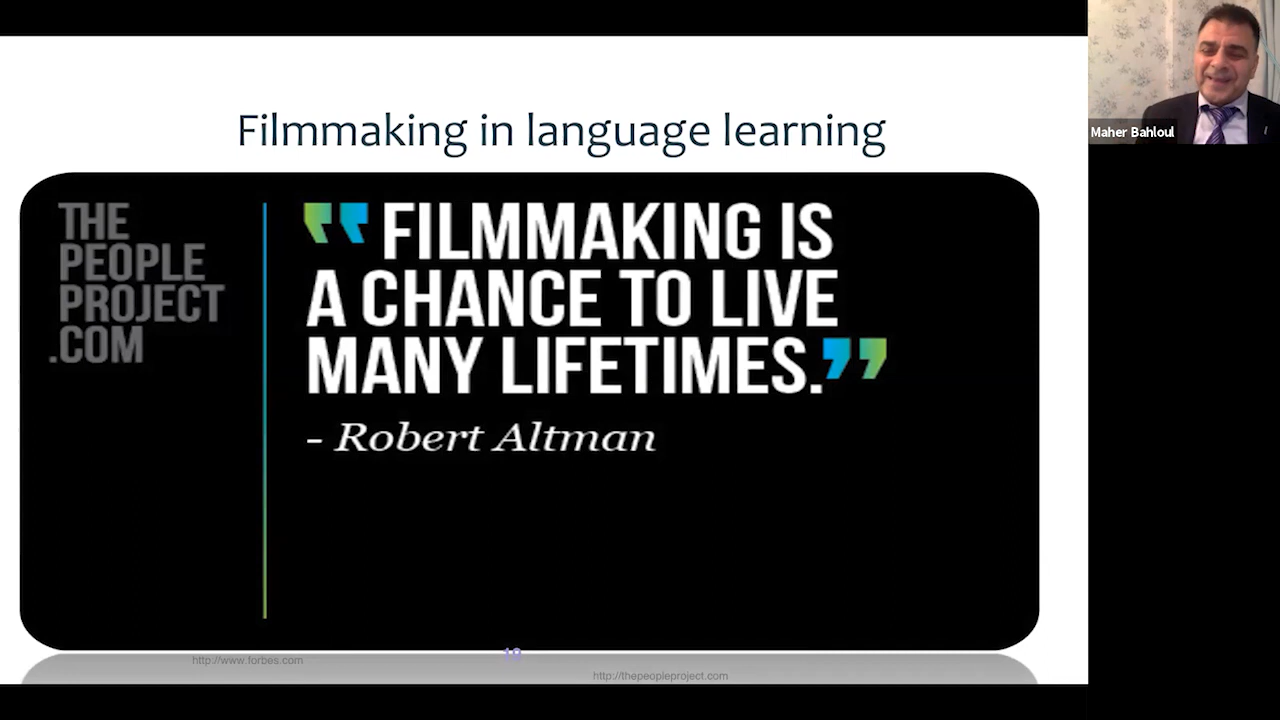 Filmmaking in language learning
THE
PEOPLE
PROJECT
.COM
‟FILMMAKING IS
A CHANCE TO LIVE
MANY LIFETIMES.”
- Robert Altman
http://www.forbes.com
19
http://thepeopleproject.com
Maher Bahloul